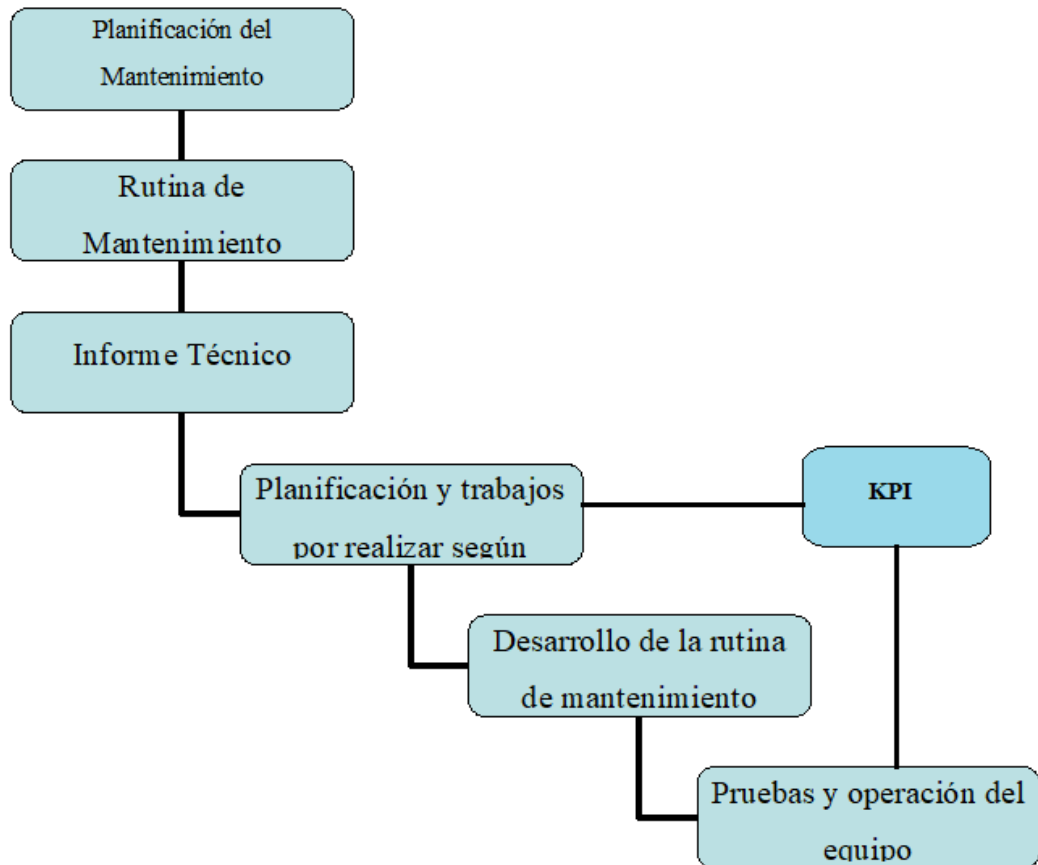 Planificación del
Mantenimiento
Rutina de
Mantenimiento
Informe Técnico
Planificación y trabajos
por realizar según
KPI
Desarrollo de la rutina
de mantenimiento
Pruebas y operación del
equipo